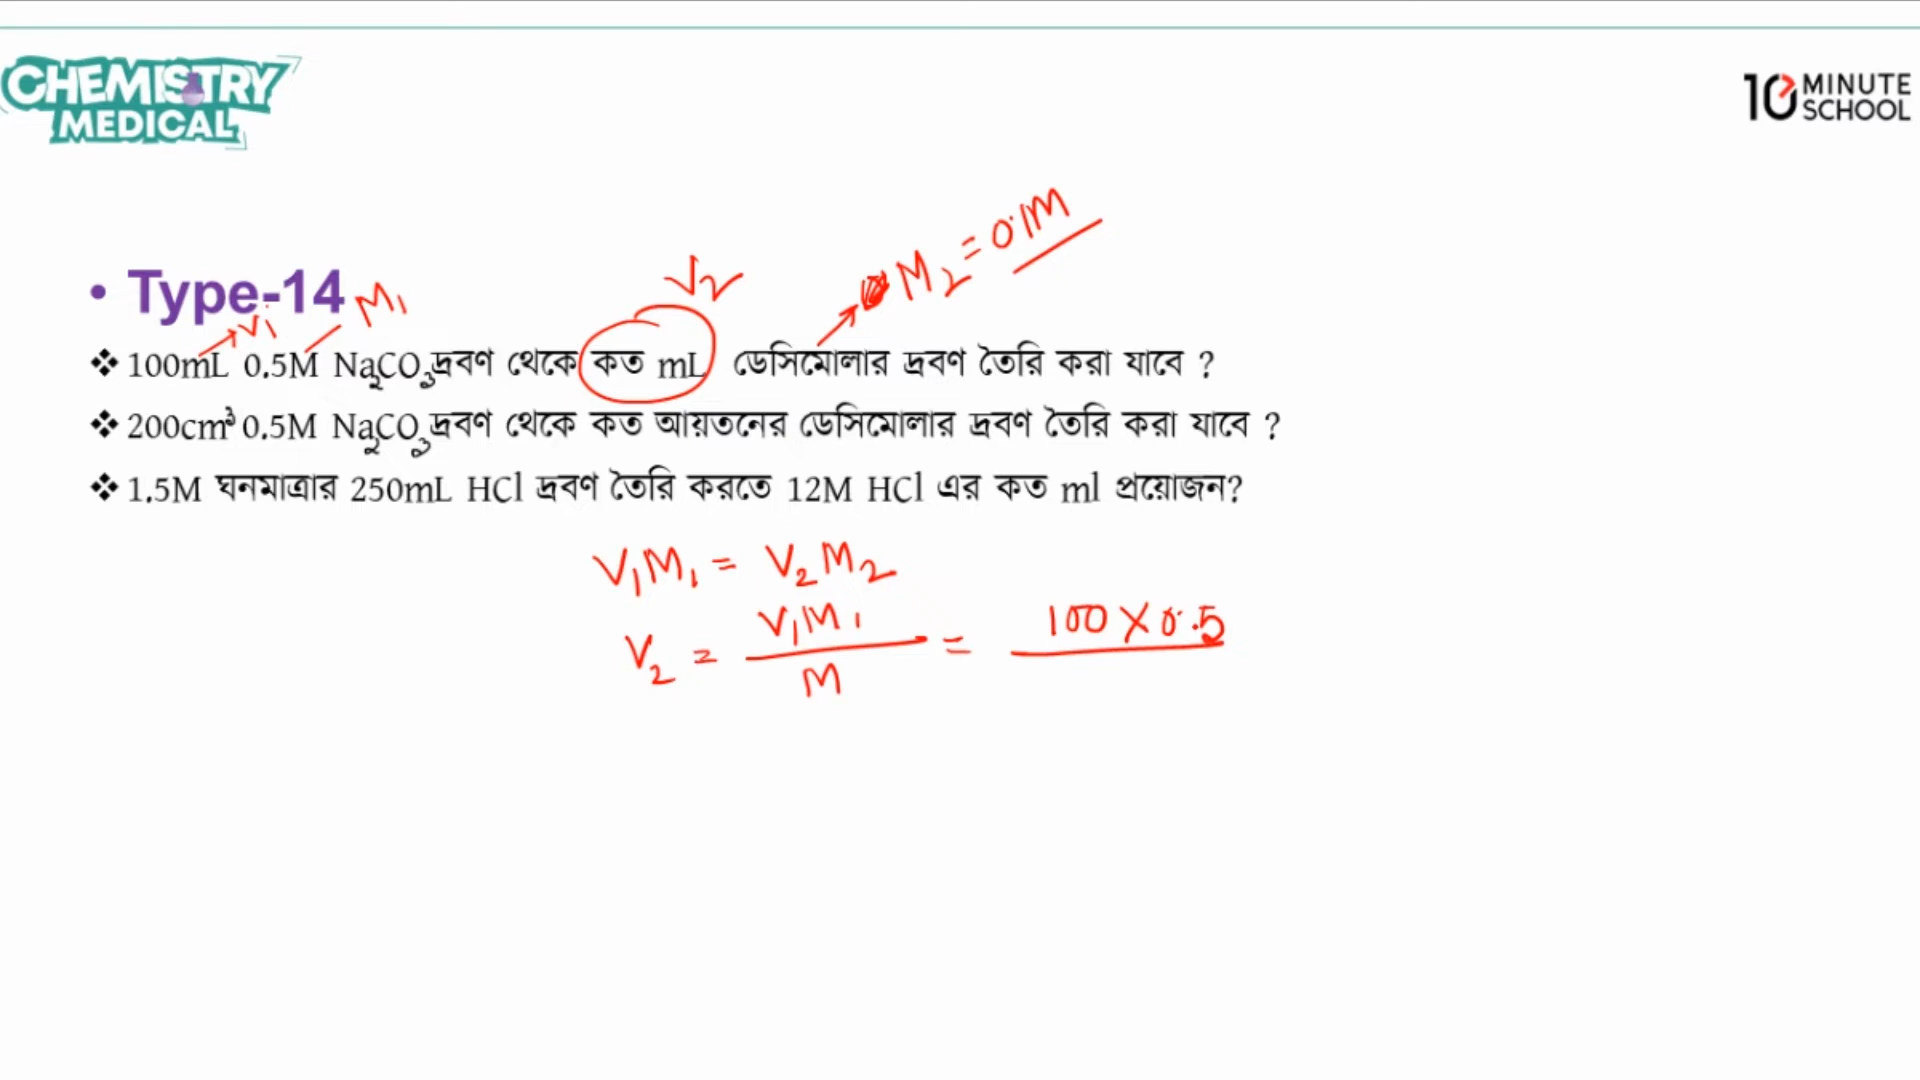 CHEMISTRY
MEDICAL
10 MINUTE
SCHOOL
M₂ = 0.1M
V₂
• Type-14 M₁
V₁
❖ 100mL 0.5M Na₂CO₃ দ্রবণ থেকে কত mL ডেসিমোলার দ্রবণ তৈরি করা যাবে ?
❖ 200cm³ 0.5M Na₂CO₃ দ্রবণ থেকে কত আয়তনের ডেসিমোলার দ্রবণ তৈরি করা যাবে ?
❖ 1.5M ঘনমাত্রার 250mL HCl দ্রবণ তৈরি করতে 12M HCl এর কত ml প্রয়োজন?
V₁M₁ = V₂M₂
V₂ = V₁M₁ / M = 100 × 0.5